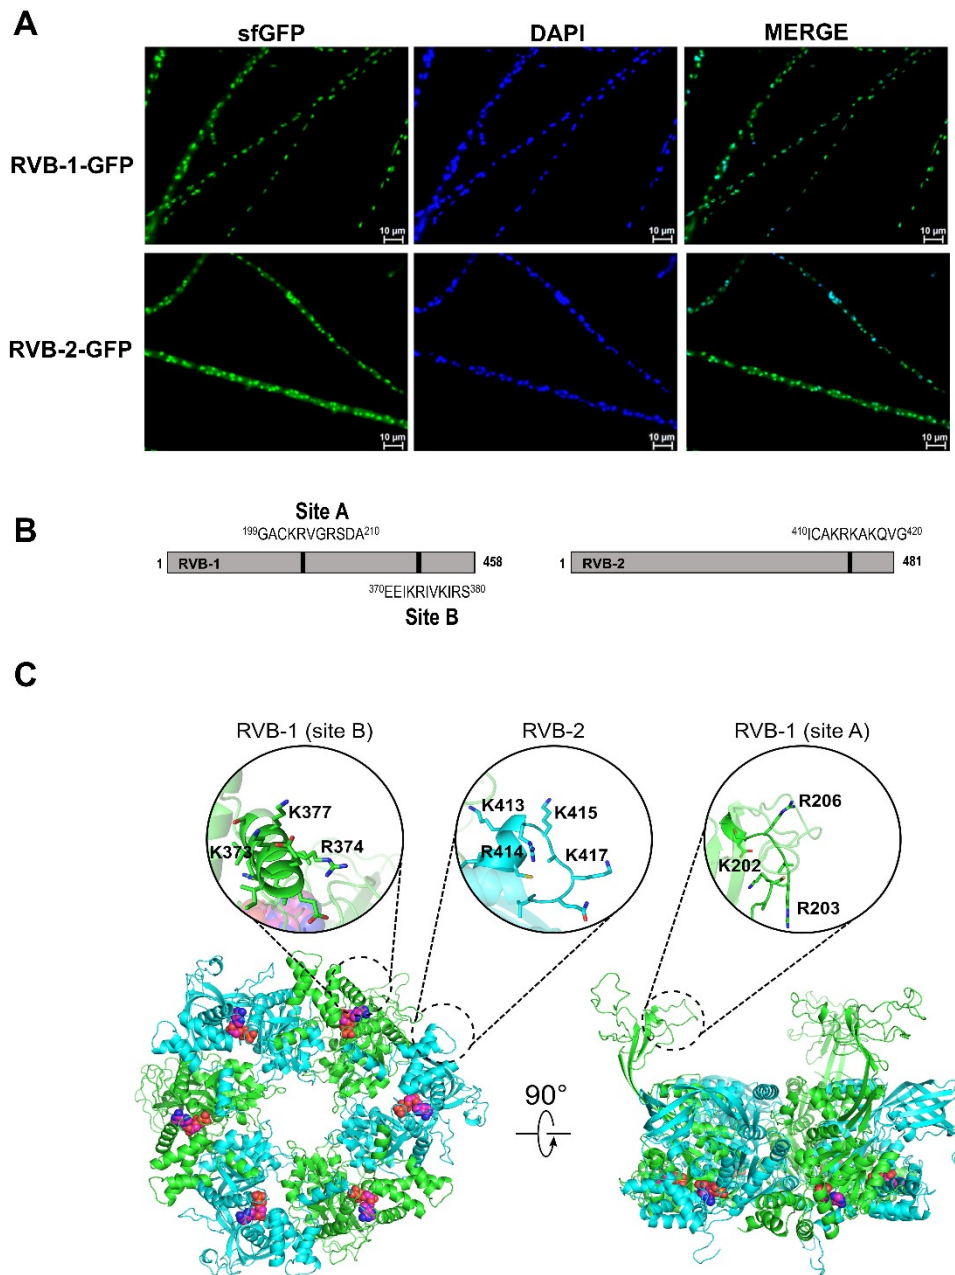 A
sfGFP DAPI MERGE
RVB-1-GFP
10 µm 10 µm 10 µm
RVB-2-GFP
10 µm 10 µm 10 µm
B
Site A
199GACKRVGRSDA210
410ICAKRKAKQVG420
1 RVB-1 458
1 RVB-2 481
370EEIKRIVKIRS380
Site B
C
RVB-1 (site B) RVB-2 RVB-1 (site A)
K377
K373
R374
K413
K415
R414
K417
R206
K202
R203
90°